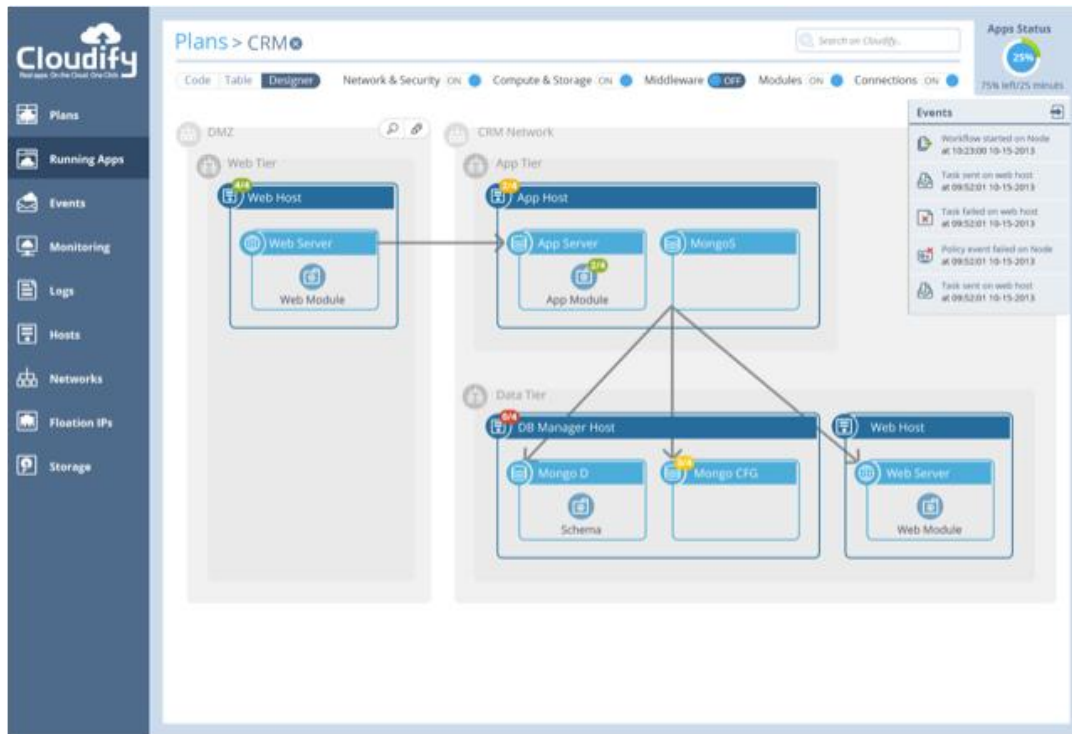 Cloudify
Plans > CRM
Search on Cloudify..
Apps Status
25%
75% left/25 minuts
Code
Table
Designer
Network & Security ON
Compute & Storage ON
Middleware OFF
Modules ON
Connections ON
Plans
Running Apps
Events
Monitoring
Logs
Hosts
Networks
Floation IPs
Storage
Events
Workflow started on Node
at 10:23:00 10-15-2013
Task sent on web host
at 09:52:01 10-15-2013
Task failed on web host
at 09:52:01 10-15-2013
Policy event failed on Node
at 09:52:01 10-15-2013
Task sent on web host
at 09:52:01 10-15-2013
DMZ
Web Tier
4/4
Web Host
Web Server
Web Module
CRM Network
App Tier
2/4
App Host
App Server
2/4
App Module
MongoS
Data Tier
0/4
DB Manager Host
Mongo D
Schema
Mongo CFG
Web Host
Web Server
Web Module